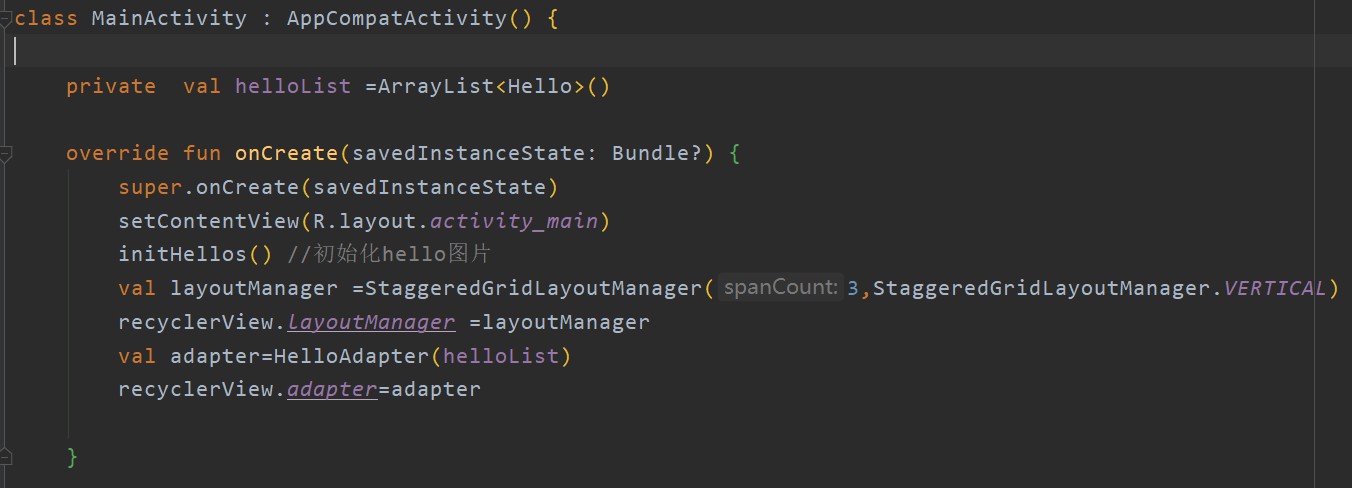 class MainActivity : AppCompatActivity() {
private  val helloList =ArrayList<Hello>()
override fun onCreate(savedInstanceState: Bundle?) {
super.onCreate(savedInstanceState)
setContentView(R.layout.activity_main)
initHellos() //初始化hello图片
val layoutManager =StaggeredGridLayoutManager( spanCount: 3,StaggeredGridLayoutManager.VERTICAL)
recyclerView.layoutManager =layoutManager
val adapter=HelloAdapter(helloList)
recyclerView.adapter=adapter
}